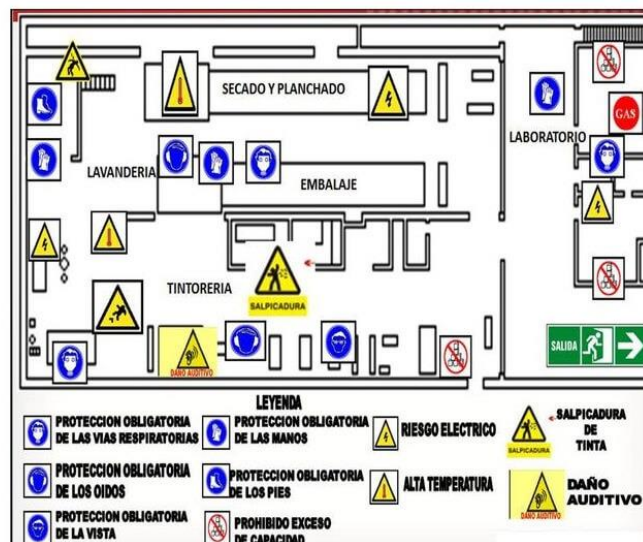 SECADO Y PLANCHADO
LABORATORIO
GAS
LAVANDERIA
EMBALAJE
TINTORERIA
SALPICADURA
SALIDA
DAÑO AUDITIVO
LEYENDA
PROTECCION OBLIGATORIA
DE LAS VIAS RESPIRATORIAS
PROTECCION OBLIGATORIA
DE LAS MANOS
RIESGO ELECTRICO
SALPICADURA
SALPICADURA
DE
TINTA
PROTECCION OBLIGATORIA
DE LOS OIDOS
PROTECCION OBLIGATORIA
DE LOS PIES
ALTA TEMPERATURA
DAÑO AUDITIVO
DAÑO
AUDITIVO
PROTECCION OBLIGATORIA
DE LA VISTA
PROHIBIDO EXCESO
DE CAPACIDAD